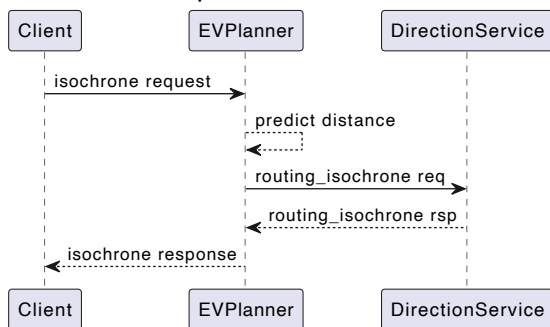 Client
EVPlanner
DirectionService
isochrone request
predict distance
routing_isochrone req
routing_isochrone rsp
isochrone response
Client
EVPlanner
DirectionService